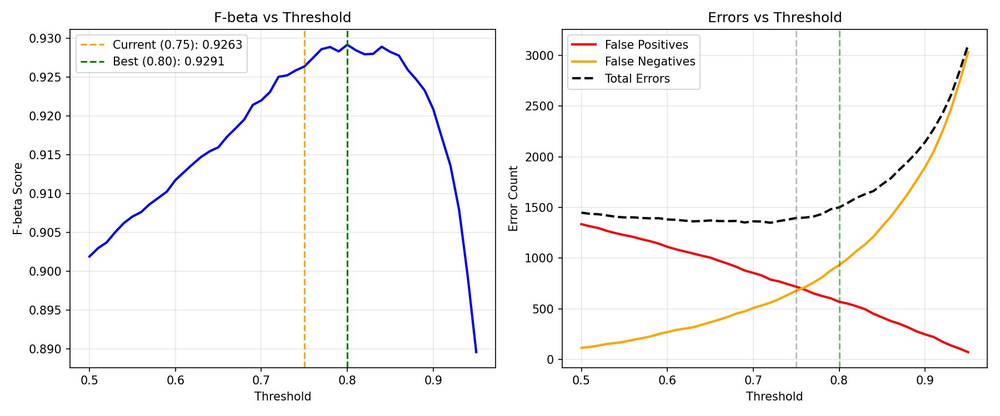 F-beta vs Threshold
Current (0.75): 0.9263
Best (0.80): 0.9291
0.930
0.925
0.920
0.915
0.910
0.905
0.900
0.895
0.890
F-beta Score
0.5 0.6 0.7 0.8 0.9
Threshold
Errors vs Threshold
False Positives
False Negatives
Total Errors
3000
2500
2000
1500
1000
500
0
Error Count
0.5 0.6 0.7 0.8 0.9
Threshold